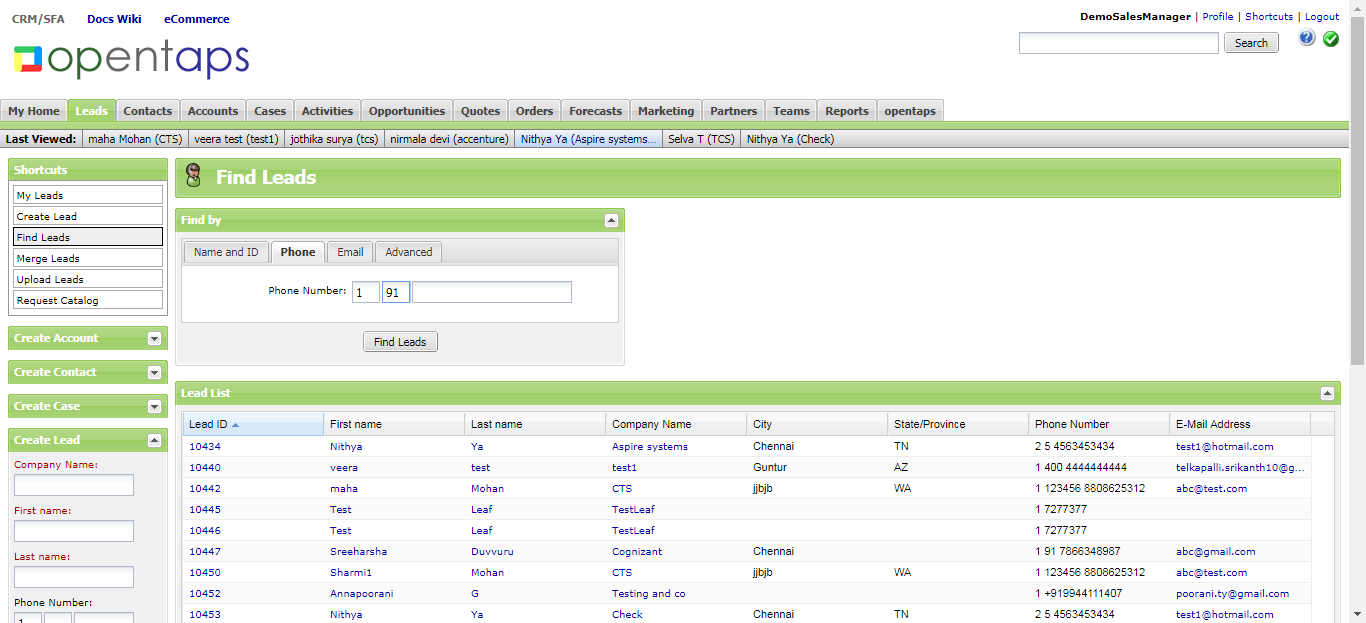 CRM/SFA Docs Wiki eCommerce
DemoSalesManager | Profile | Shortcuts | Logout
opentaps
Search
?
My Home Leads Contacts Accounts Cases Activities Opportunities Quotes Orders Forecasts Marketing Partners Teams Reports opentaps
Last Viewed: maha Mohan (CTS) veera test (test1) jothika surya (tcs) nirmala devi (accenture) Nithya Ya (Aspire systems... Selva T (TCS) Nithya Ya (Check)
Shortcuts
My Leads
Create Lead
Find Leads
Merge Leads
Upload Leads
Request Catalog
Create Account
Create Contact
Create Case
Create Lead
Company Name:
First name:
Last name:
Phone Number:
1
Find Leads
Find by
Name and ID Phone Email Advanced
Phone Number: 1 91
Find Leads
Lead List
Lead ID First name Last name Company Name City State/Province Phone Number E-Mail Address
10434 Nithya Ya Aspire systems Chennai TN 2 5 4563453434 test1@hotmail.com
10440 veera test test1 Guntur AZ 1 400 4444444444 telkapalli.srikanth10@g...
10442 maha Mohan CTS jjbjb WA 1 123456 8808625312 abc@test.com
10445 Test Leaf TestLeaf 1 7277377
10446 Test Leaf TestLeaf 1 7277377
10447 Sreeharsha Duvvuru Cognizant Chennai 1 91 7866348987 abc@gmail.com
10450 Sharmi1 Mohan CTS jjbjb WA 1 123456 8808625312 abc@test.com
10452 Annapoorani G Testing and co 1 +919944111407 poorani.ty@gmail.com
10453 Nithya Ya Check Chennai TN 2 5 4563453434 test1@hotmail.com